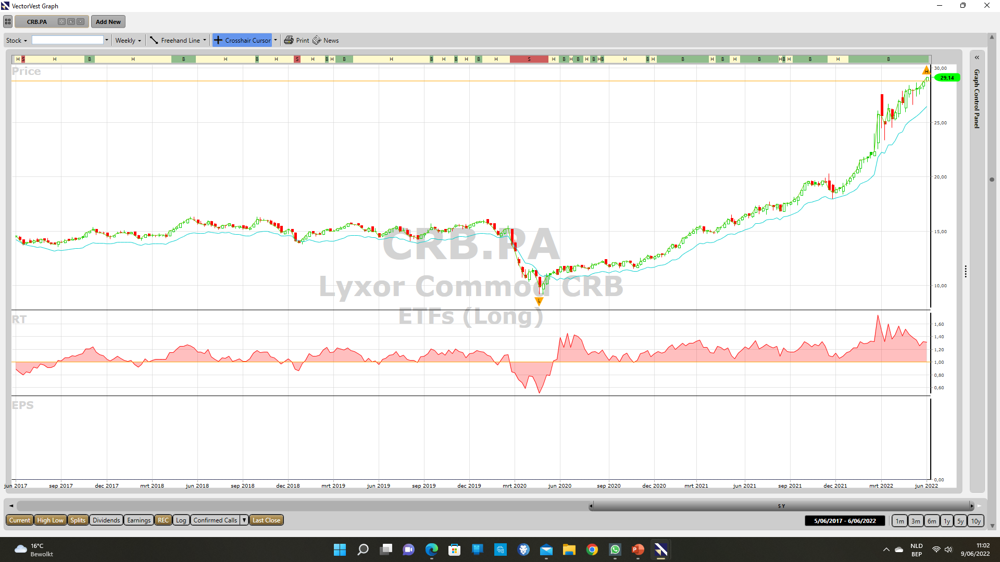 VectorVest Graph
CRB.PA
Add New
Stock
Weekly
Freehand Line
Crosshair Cursor
Print
News
H S H B H B H B H S H B H B H B H B H B H S H B H B H B H B H B H B H B H B H B H B H B
Price
30,00
29,14
H
25,00
20,00
15,00
10,00
CRB.PA
Lyxor Commod CRB
ETFs (Long)
L
Graph Control Panel
RT
1,60
1,40
1,20
1,00
0,80
0,60
EPS
0,00
jun 2017 sep 2017 dec 2017 mrt 2018 jun 2018 sep 2018 dec 2018 mrt 2019 jun 2019 sep 2019 dec 2019 mrt 2020 jun 2020 sep 2020 dec 2020 mrt 2021 jun 2021 sep 2021 dec 2021 mrt 2022 jun 2022
5 Y
Current High Low Splits Dividends Earnings REC Log Confirmed Calls Last Close
5/06/2017 - 6/06/2022
1m 3m 6m 1y 5y 10y
16°C
Bewolkt
NLD
BEP
11:02
9/06/2022